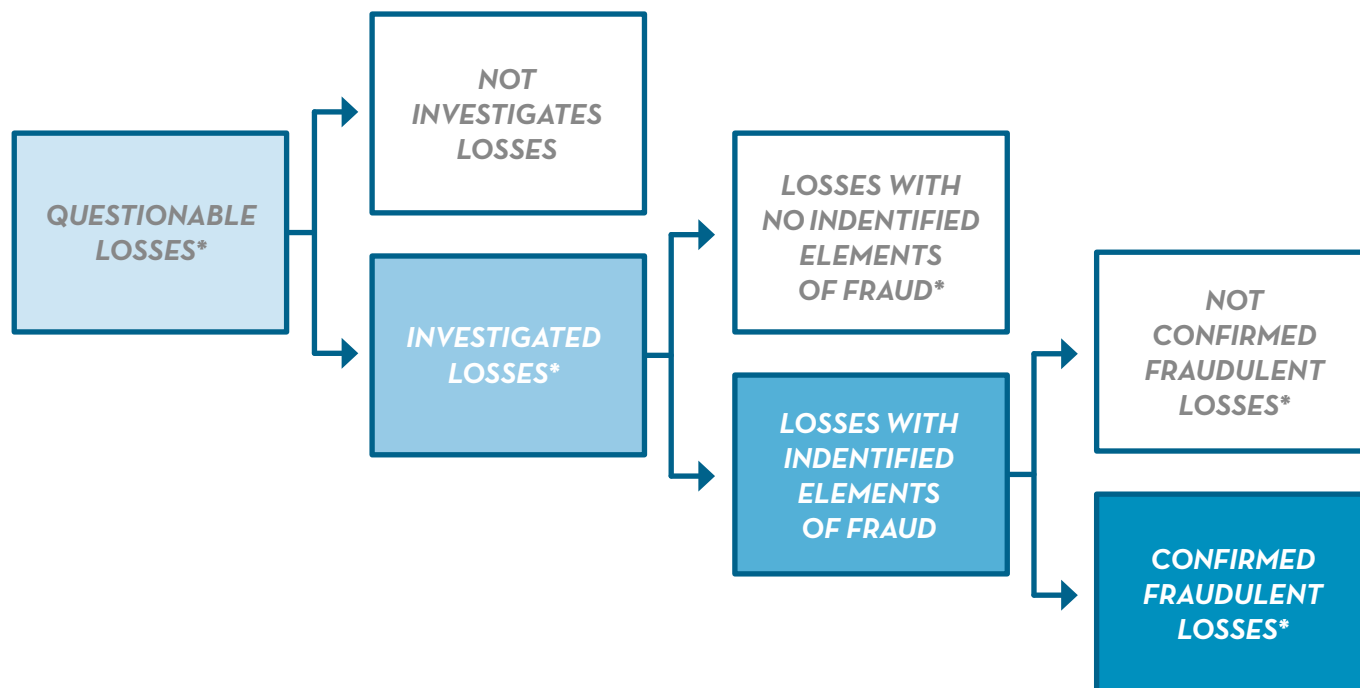 NOT
INVESTIGATES
LOSSES
QUESTIONABLE
LOSSES*
LOSSES WITH
NO INDENTIFIED
ELEMENTS
OF FRAUD*
INVESTIGATED
LOSSES*
NOT
CONFIRMED
FRAUDULENT
LOSSES*
LOSSES WITH
INDENTIFIED
ELEMENTS
OF FRAUD
CONFIRMED
FRAUDULENT
LOSSES*